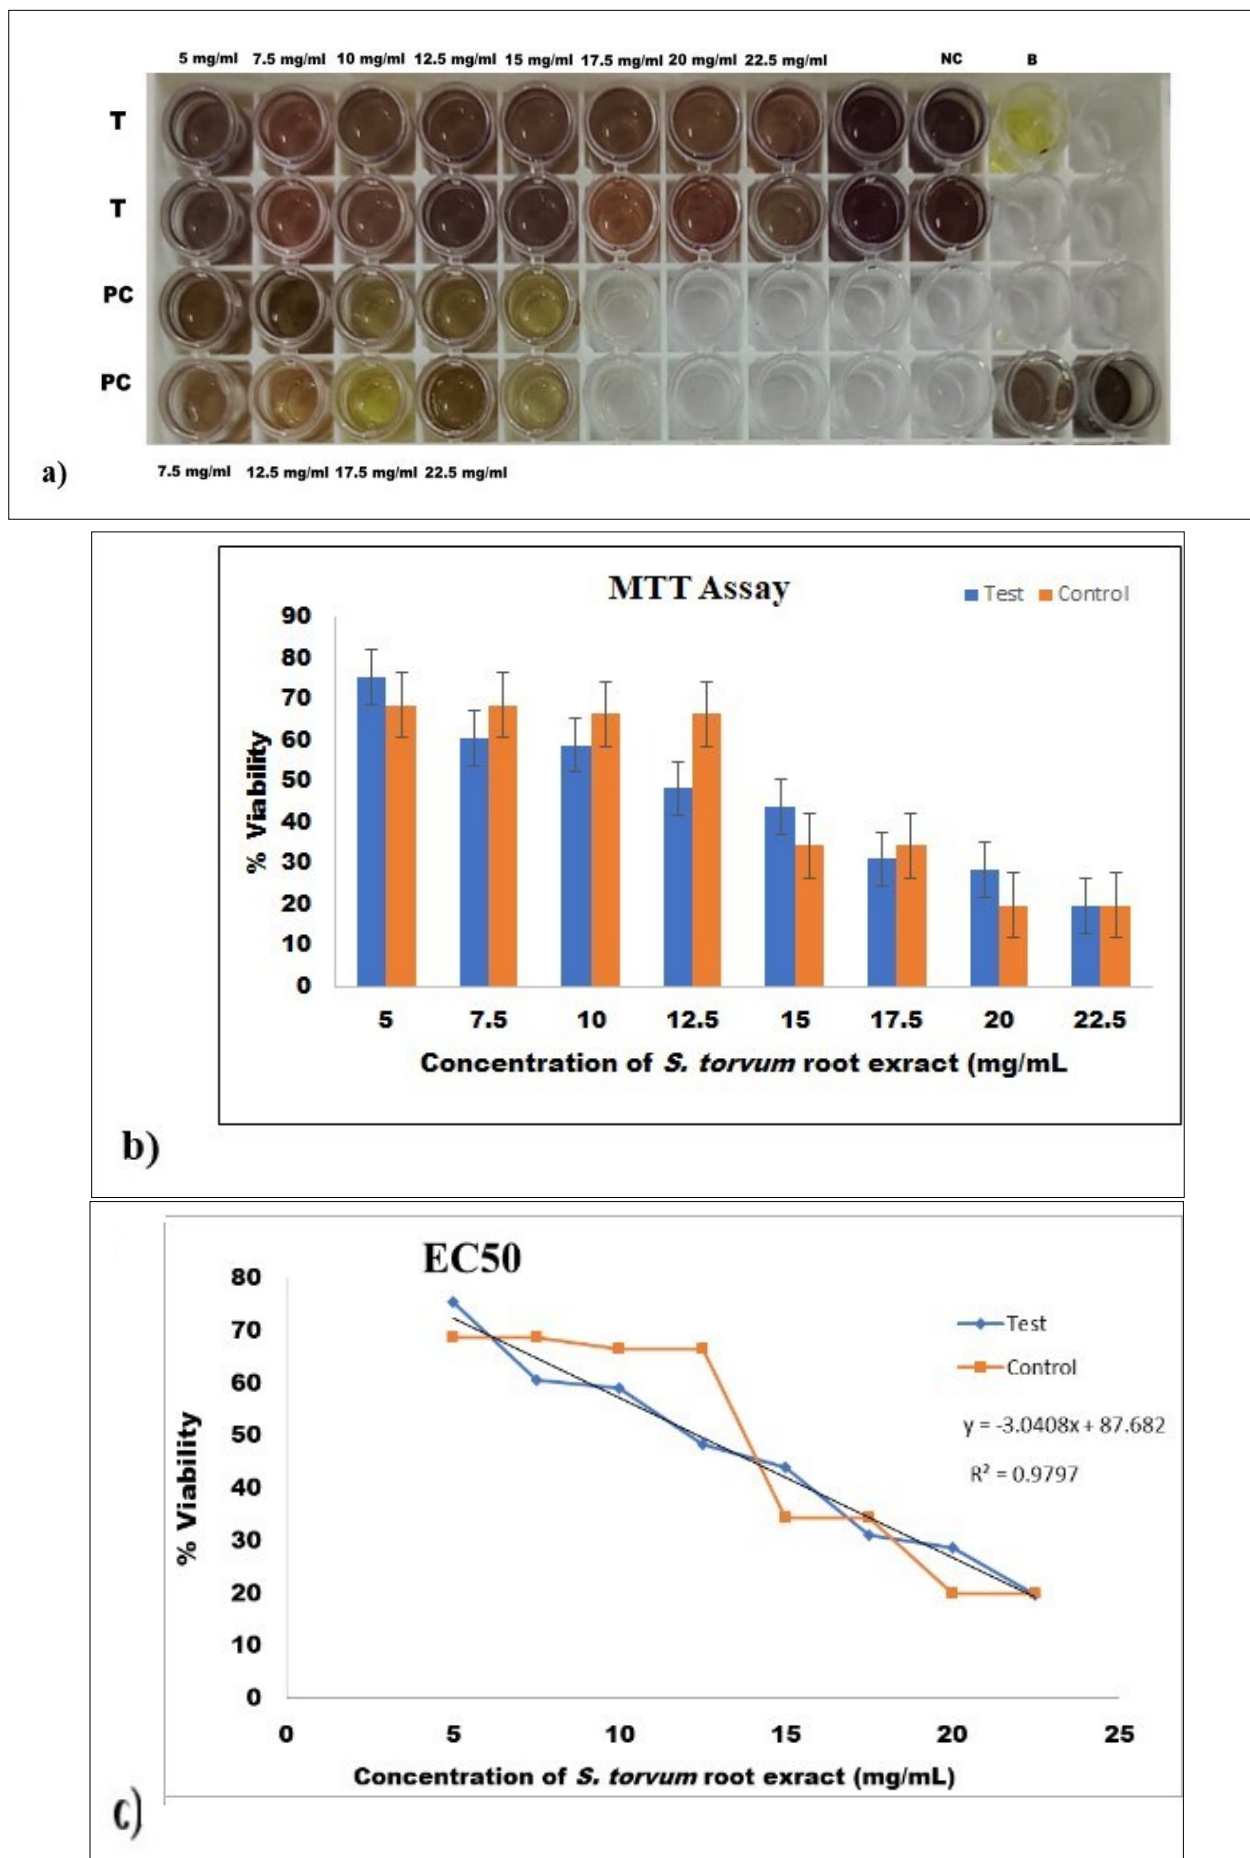 5 mg/ml 7.5 mg/ml 10 mg/ml 12.5 mg/ml 15 mg/ml 17.5 mg/ml 20 mg/ml 22.5 mg/ml NC B
T
T
PC
PC
7.5 mg/ml 12.5 mg/ml 17.5 mg/ml 22.5 mg/ml
a)
MTT Assay
Test Control
90
80
70
60
50
40
30
20
10
0
% Viability
5 7.5 10 12.5 15 17.5 20 22.5
Concentration of S. torvum root exract (mg/mL
b)
EC50
80
70
60
50
40
30
20
10
0
% Viability
Test
Control
y = -3.0408x + 87.682
R² = 0.9797
0 5 10 15 20 25
Concentration of S. torvum root exract (mg/mL)
c)